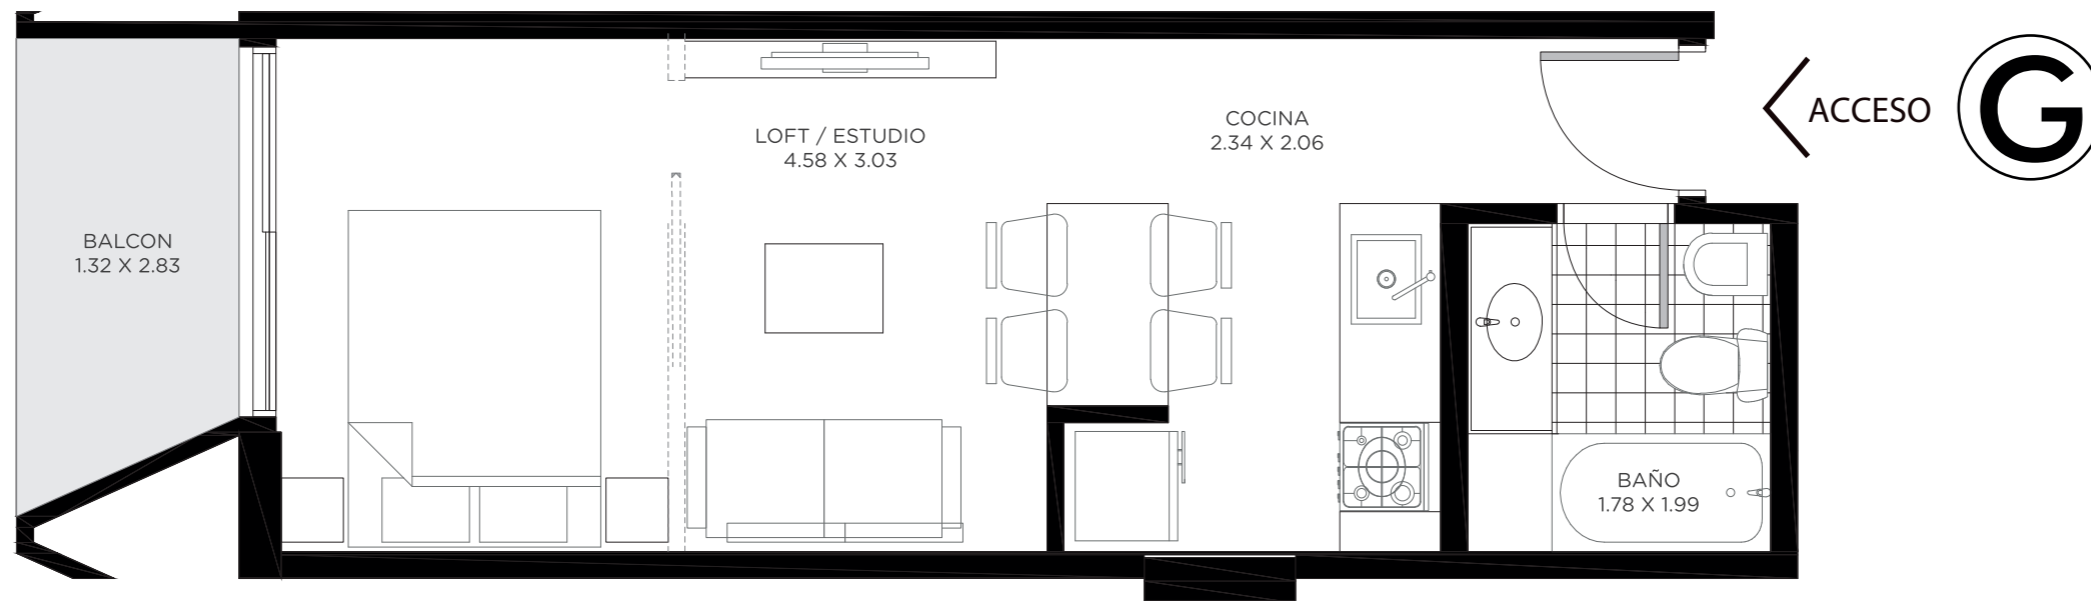 LOFT / ESTUDIO
4.58 X 3.03
COCINA
2.34 X 2.06
ACCESO
G
BALCON
1.32 X 2.83
BAÑO
1.78 X 1.99